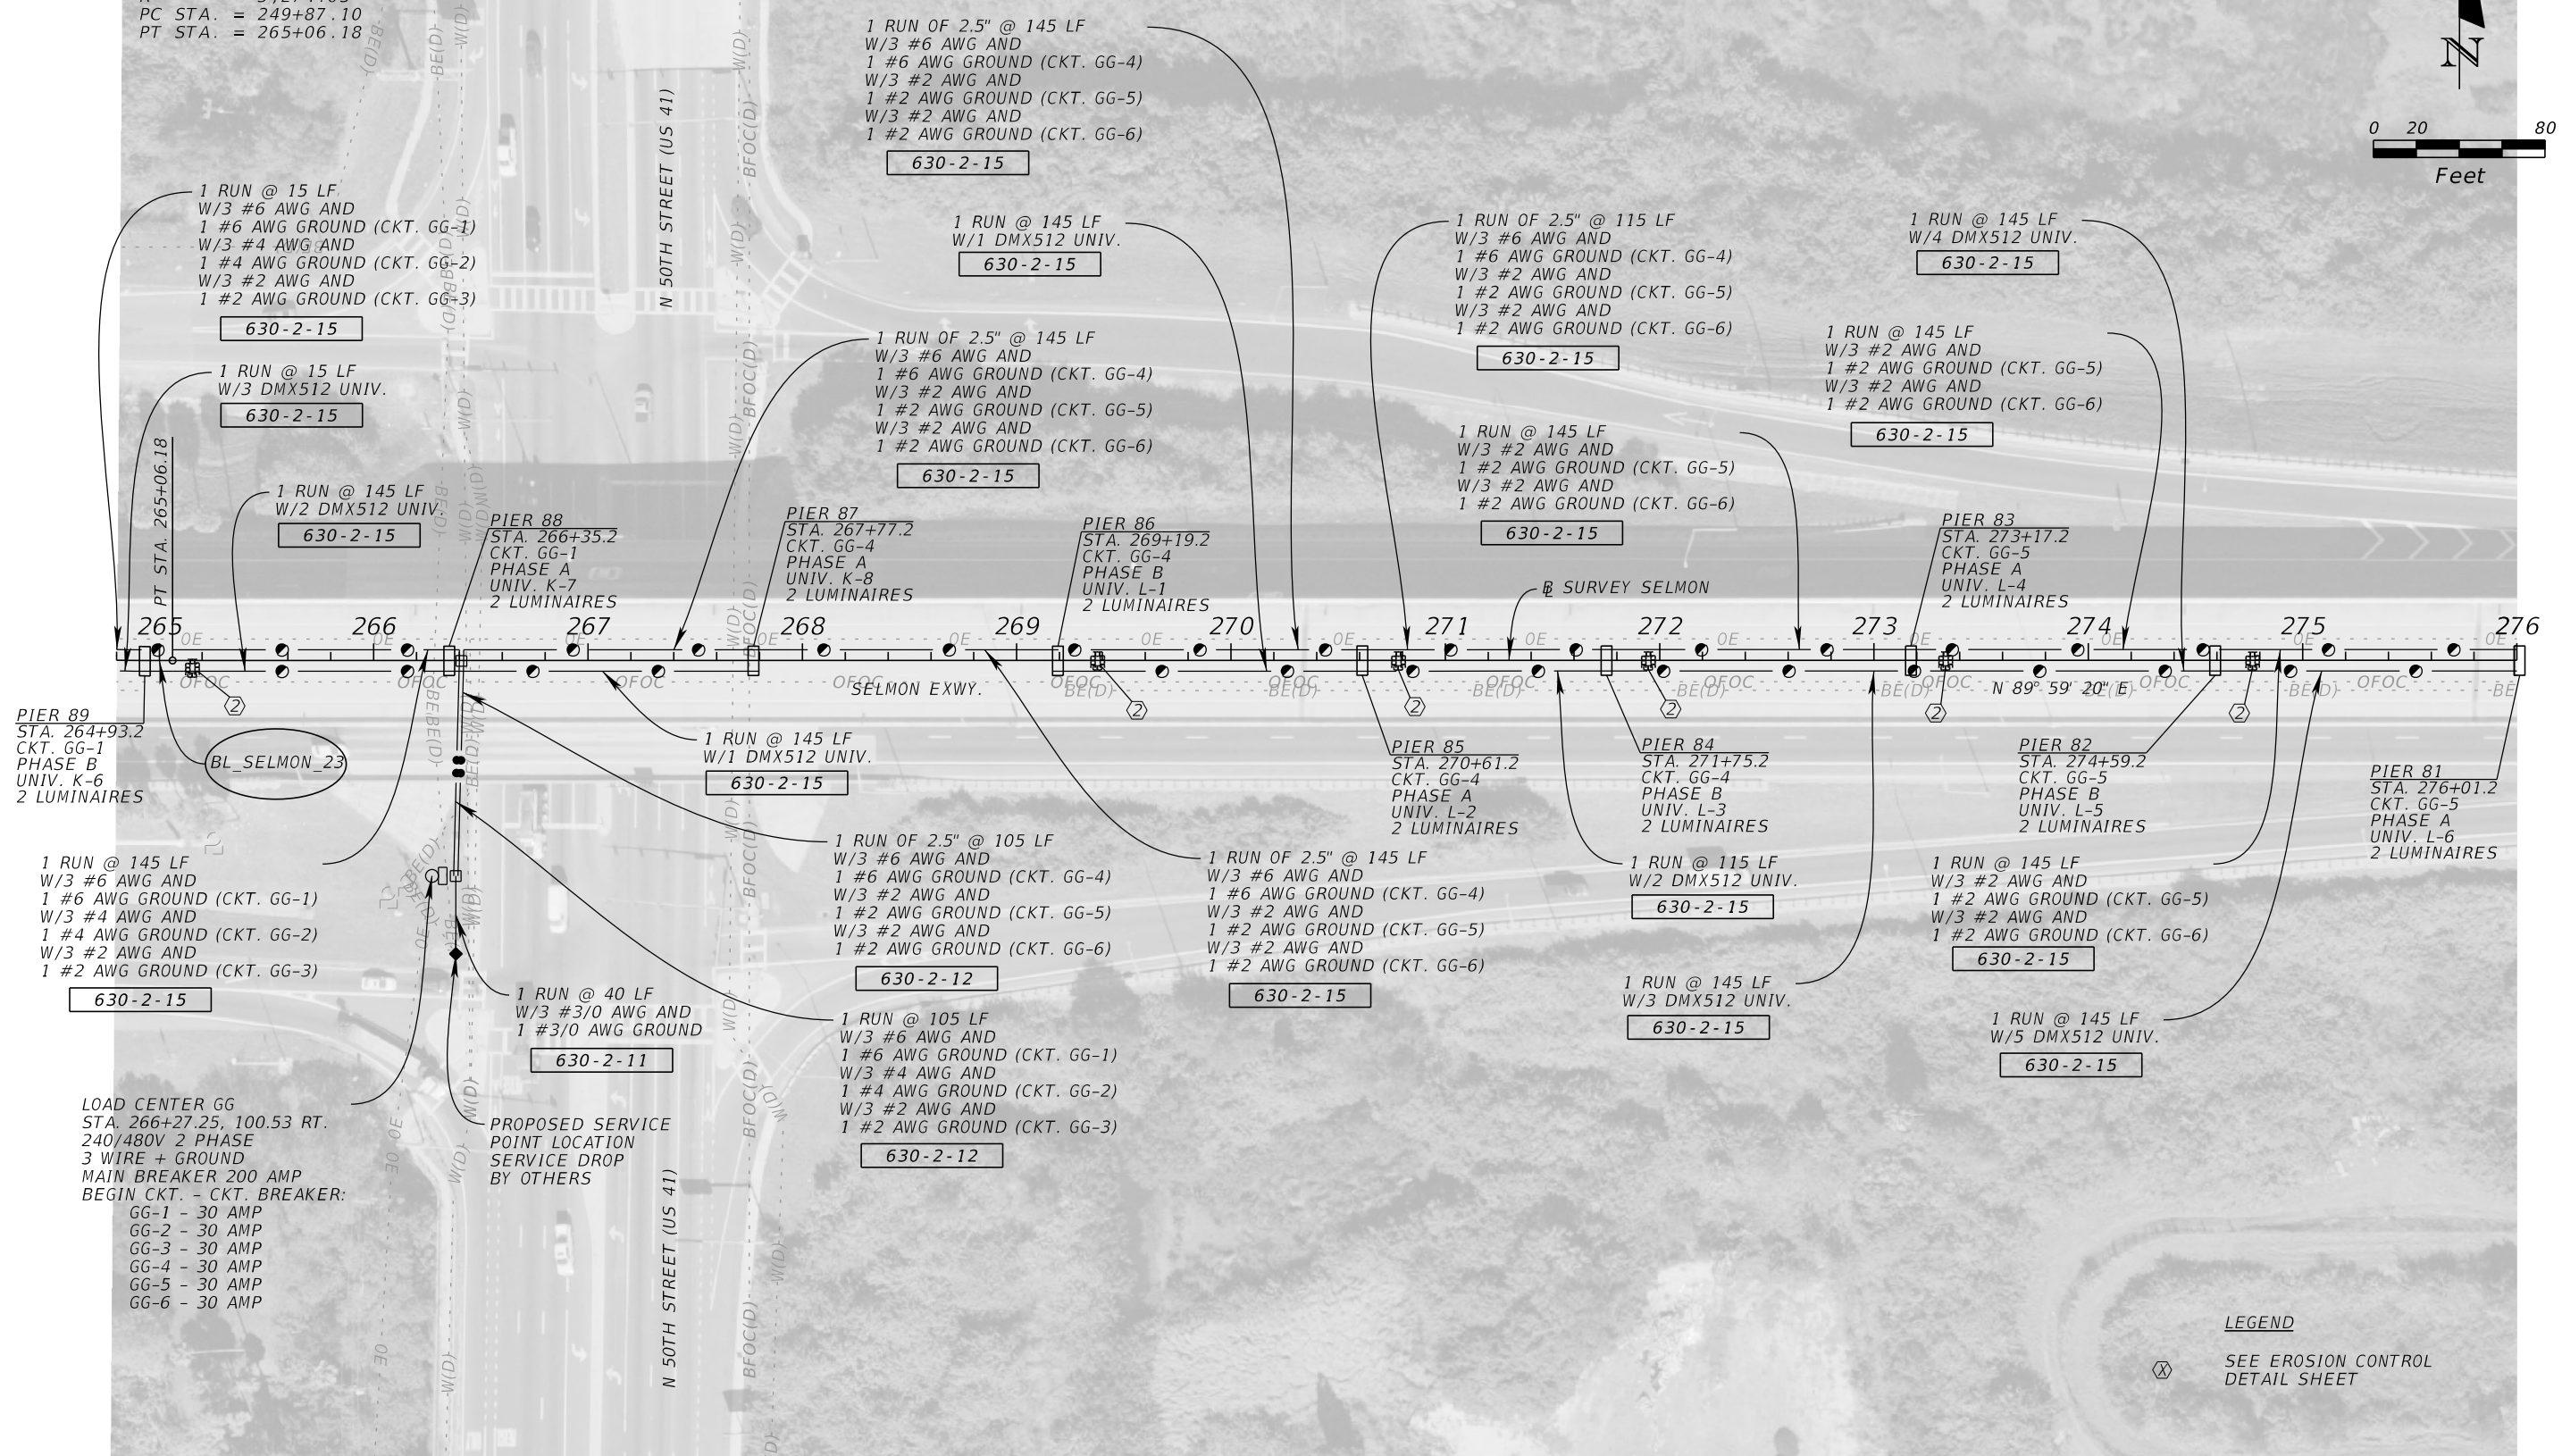 PC STA. = 249+87.10
PT STA. = 265+06.18
1 RUN OF 2.5" @ 145 LF
W/3 #6 AWG AND
1 #6 AWG GROUND (CKT. GG-4)
W/3 #2 AWG AND
1 #2 AWG GROUND (CKT. GG-5)
W/3 #2 AWG AND
1 #2 AWG GROUND (CKT. GG-6)
630-2-15
N
0 20 80
Feet
N 50TH STREET (US 41)
1 RUN @ 15 LF
W/3 #6 AWG AND
1 #6 AWG GROUND (CKT. GG-1)
W/3 #4 AWG AND
1 #4 AWG GROUND (CKT. GG-2)
W/3 #2 AWG AND
1 #2 AWG GROUND (CKT. GG-3)
630-2-15
1 RUN @ 145 LF
W/1 DMX512 UNIV.
630-2-15
1 RUN OF 2.5" @ 115 LF
W/3 #6 AWG AND
1 #6 AWG GROUND (CKT. GG-4)
W/3 #2 AWG AND
1 #2 AWG GROUND (CKT. GG-5)
W/3 #2 AWG AND
1 #2 AWG GROUND (CKT. GG-6)
630-2-15
1 RUN @ 145 LF
W/4 DMX512 UNIV.
630-2-15
1 RUN @ 15 LF
W/3 DMX512 UNIV.
630-2-15
1 RUN OF 2.5" @ 145 LF
W/3 #6 AWG AND
1 #6 AWG GROUND (CKT. GG-4)
W/3 #2 AWG AND
1 #2 AWG GROUND (CKT. GG-5)
W/3 #2 AWG AND
1 #2 AWG GROUND (CKT. GG-6)
630-2-15
1 RUN @ 145 LF
W/3 #2 AWG AND
1 #2 AWG GROUND (CKT. GG-5)
W/3 #2 AWG AND
1 #2 AWG GROUND (CKT. GG-6)
630-2-15
1 RUN @ 145 LF
W/3 #2 AWG AND
1 #2 AWG GROUND (CKT. GG-5)
W/3 #2 AWG AND
1 #2 AWG GROUND (CKT. GG-6)
630-2-15
PT STA. 265+06.18
1 RUN @ 145 LF
W/2 DMX512 UNIV.
630-2-15
PIER 88
STA. 266+35.2
CKT. GG-1
PHASE A
UNIV. K-7
2 LUMINAIRES
PIER 87
STA. 267+77.2
CKT. GG-4
PHASE A
UNIV. K-8
2 LUMINAIRES
PIER 86
STA. 269+19.2
CKT. GG-4
PHASE B
UNIV. L-1
2 LUMINAIRES
PIER 83
STA. 273+17.2
CKT. GG-5
PHASE A
UNIV. L-4
2 LUMINAIRES
BL SURVEY SELMON
265 266 267 268 269 270 271 272 273 274 275 276
OE OE OE OE OE OE OE OE OE OE OE
OFOC OFOC OFOC OFOC OFOC OFOC OFOC OFOC OFOC OFOC OFOC
BE(D) BE(D) BE(D) BE(D) BE(D) BE(D) BE(D) BE
SELMON EXWY.
N 89° 59' 20" E
2 2 2 2 2 2
PIER 89
STA. 264+93.2
CKT. GG-1
PHASE B
UNIV. K-6
2 LUMINAIRES
BL_SELMON_23
1 RUN @ 145 LF
W/1 DMX512 UNIV.
630-2-15
PIER 85
STA. 270+61.2
CKT. GG-4
PHASE A
UNIV. L-2
2 LUMINAIRES
PIER 84
STA. 271+75.2
CKT. GG-4
PHASE B
UNIV. L-3
2 LUMINAIRES
PIER 82
STA. 274+59.2
CKT. GG-5
PHASE B
UNIV. L-5
2 LUMINAIRES
PIER 81
STA. 276+01.2
CKT. GG-5
PHASE A
UNIV. L-6
2 LUMINAIRES
1 RUN @ 145 LF
W/3 #6 AWG AND
1 #6 AWG GROUND (CKT. GG-1)
W/3 #4 AWG AND
1 #4 AWG GROUND (CKT. GG-2)
W/3 #2 AWG AND
1 #2 AWG GROUND (CKT. GG-3)
630-2-15
1 RUN OF 2.5" @ 105 LF
W/3 #6 AWG AND
1 #6 AWG GROUND (CKT. GG-4)
W/3 #2 AWG AND
1 #2 AWG GROUND (CKT. GG-5)
W/3 #2 AWG AND
1 #2 AWG GROUND (CKT. GG-6)
630-2-12
1 RUN OF 2.5" @ 145 LF
W/3 #6 AWG AND
1 #6 AWG GROUND (CKT. GG-4)
W/3 #2 AWG AND
1 #2 AWG GROUND (CKT. GG-5)
W/3 #2 AWG AND
1 #2 AWG GROUND (CKT. GG-6)
630-2-15
1 RUN @ 115 LF
W/2 DMX512 UNIV.
630-2-15
1 RUN @ 145 LF
W/3 #2 AWG AND
1 #2 AWG GROUND (CKT. GG-5)
W/3 #2 AWG AND
1 #2 AWG GROUND (CKT. GG-6)
630-2-15
1 RUN @ 40 LF
W/3 #3/0 AWG AND
1 #3/0 AWG GROUND
630-2-11
1 RUN @ 105 LF
W/3 #6 AWG AND
1 #6 AWG GROUND (CKT. GG-1)
W/3 #4 AWG AND
1 #4 AWG GROUND (CKT. GG-2)
W/3 #2 AWG AND
1 #2 AWG GROUND (CKT. GG-3)
630-2-12
1 RUN @ 145 LF
W/3 DMX512 UNIV.
630-2-15
1 RUN @ 145 LF
W/5 DMX512 UNIV.
630-2-15
LOAD CENTER GG
STA. 266+27.25, 100.53 RT.
240/480V 2 PHASE
3 WIRE + GROUND
MAIN BREAKER 200 AMP
BEGIN CKT. - CKT. BREAKER:
GG-1 - 30 AMP
GG-2 - 30 AMP
GG-3 - 30 AMP
GG-4 - 30 AMP
GG-5 - 30 AMP
GG-6 - 30 AMP
PROPOSED SERVICE
POINT LOCATION
SERVICE DROP
BY OTHERS
N 50TH STREET (US 41)
LEGEND
X
SEE EROSION CONTROL
DETAIL SHEET